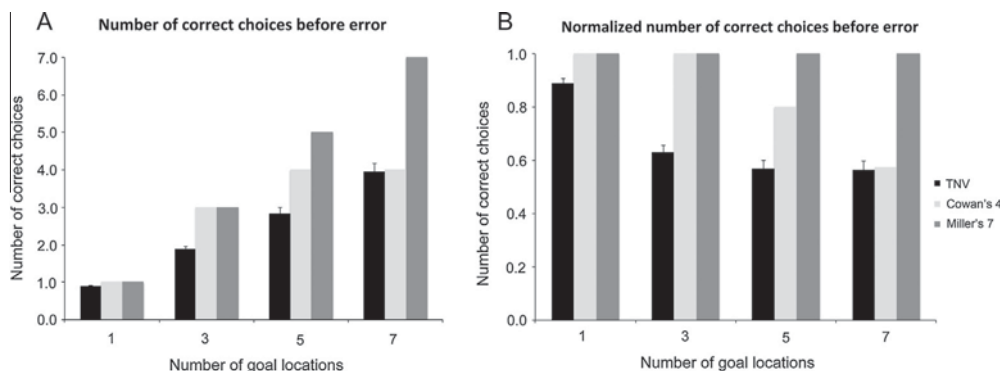 A
Number of correct choices before error
7.0
6.0
5.0
4.0
3.0
2.0
1.0
0.0
Number of correct choices
1 3 5 7
Number of goal locations
B
Normalized number of correct choices before error
1.0
0.8
0.6
0.4
0.2
0.0
Number of correct choices
1 3 5 7
Number of goal locations
TNV
Cowan's 4
Miller's 7